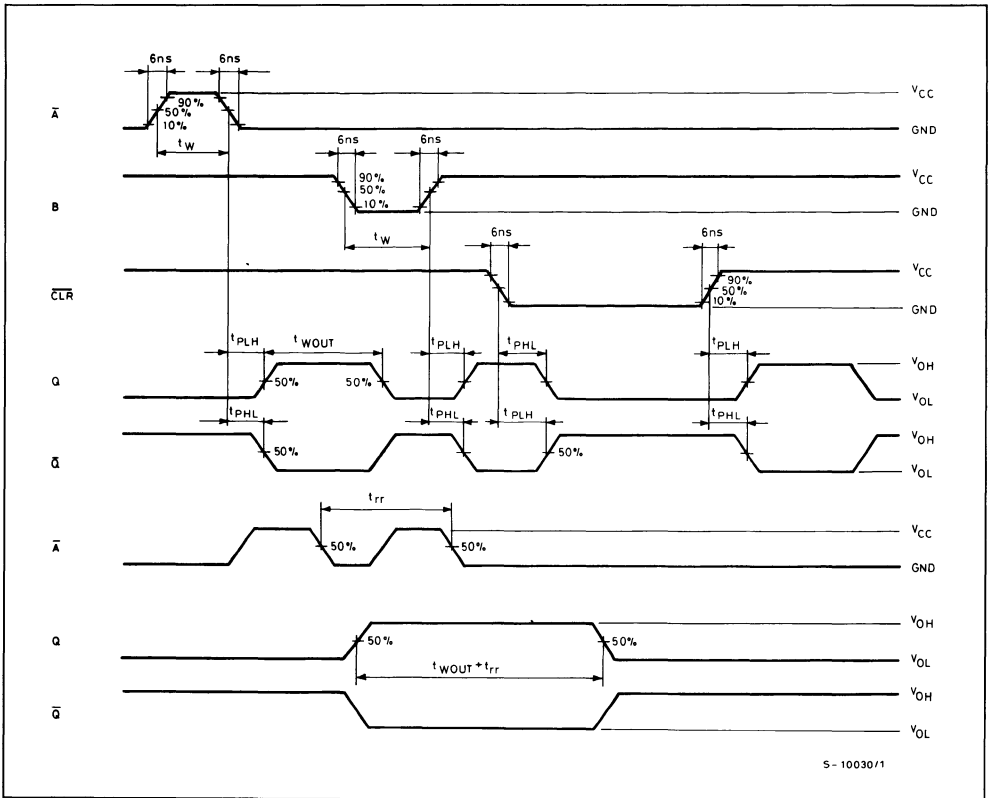 6ns 6ns
VCC
90%
50%
10%
A̅
GND
tW
6ns 6ns
VCC
90%
50%
10%
B
GND
tW
6ns 6ns
VCC
90%
50%
10%
C̅L̅R̅
GND
tPLH tWOUT tPLH tPHL tPLH
VOH
Q
50% 50%
VOL
tPHL tPHL tPLH tPHL
VOH
Q̅
50% 50%
VOL
trr
VCC
A̅
50% 50%
GND
VOH
Q
50% 50%
VOL
tWOUT+trr
VOH
Q̅
VOL
S-10030/1